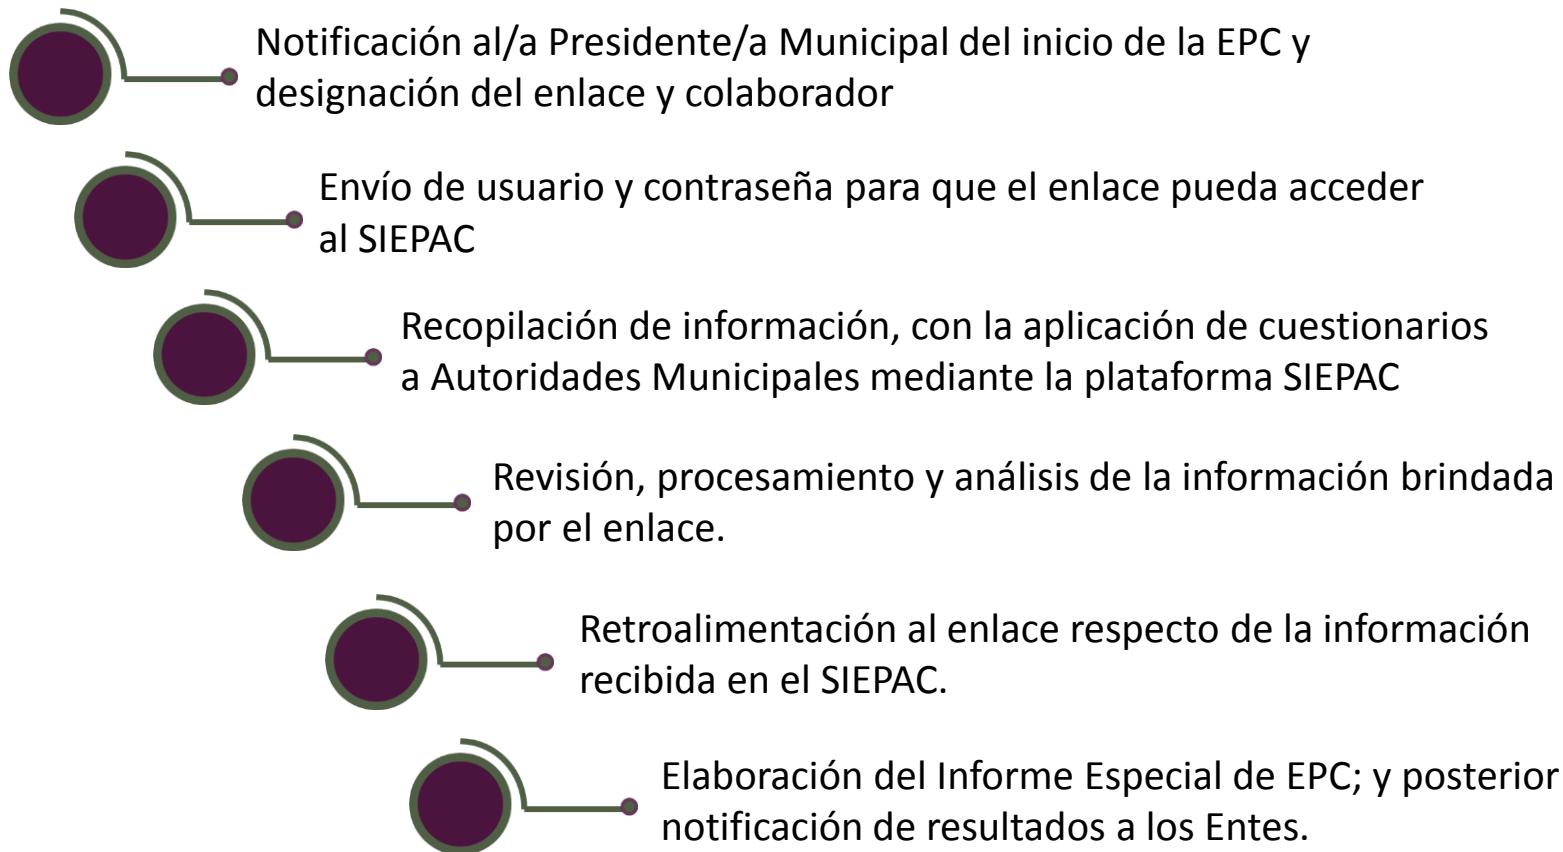 Notificación al/a Presidente/a Municipal del inicio de la EPC y
designación del enlace y colaborador
Envío de usuario y contraseña para que el enlace pueda acceder
al SIEPAC
Recopilación de información, con la aplicación de cuestionarios
a Autoridades Municipales mediante la plataforma SIEPAC
Revisión, procesamiento y análisis de la información brindada
por el enlace.
Retroalimentación al enlace respecto de la información
recibida en el SIEPAC.
Elaboración del Informe Especial de EPC; y posterior
notificación de resultados a los Entes.